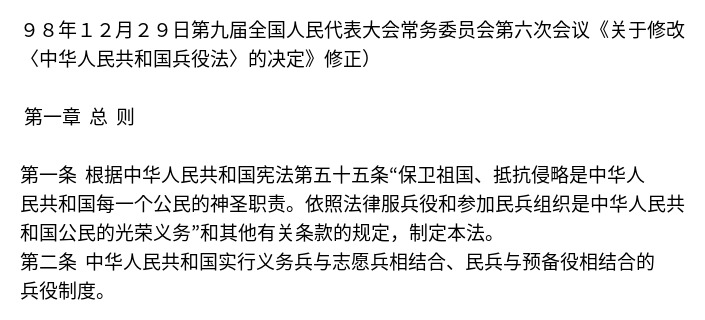 ９８年１２月２９日第九届全国人民代表大会常务委员会第六次会议《关于修改
〈中华人民共和国兵役法〉的决定》修正）
第一章 总 则
第一条 根据中华人民共和国宪法第五十五条“保卫祖国、抵抗侵略是中华人
民共和国每一个公民的神圣职责。依照法律服兵役和参加民兵组织是中华人民共
和国公民的光荣义务”和其他有关条款的规定，制定本法。
第二条 中华人民共和国实行义务兵与志愿兵相结合、民兵与预备役相结合的
兵役制度。